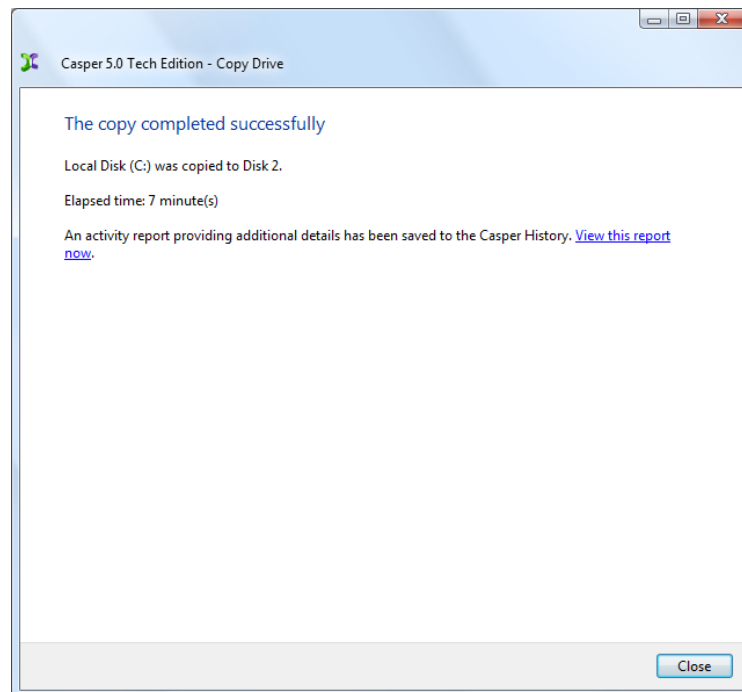 Casper 5.0 Tech Edition - Copy Drive
The copy completed successfully
Local Disk (C:) was copied to Disk 2.
Elapsed time: 7 minute(s)
An activity report providing additional details has been saved to the Casper History. View this report
now.
Close